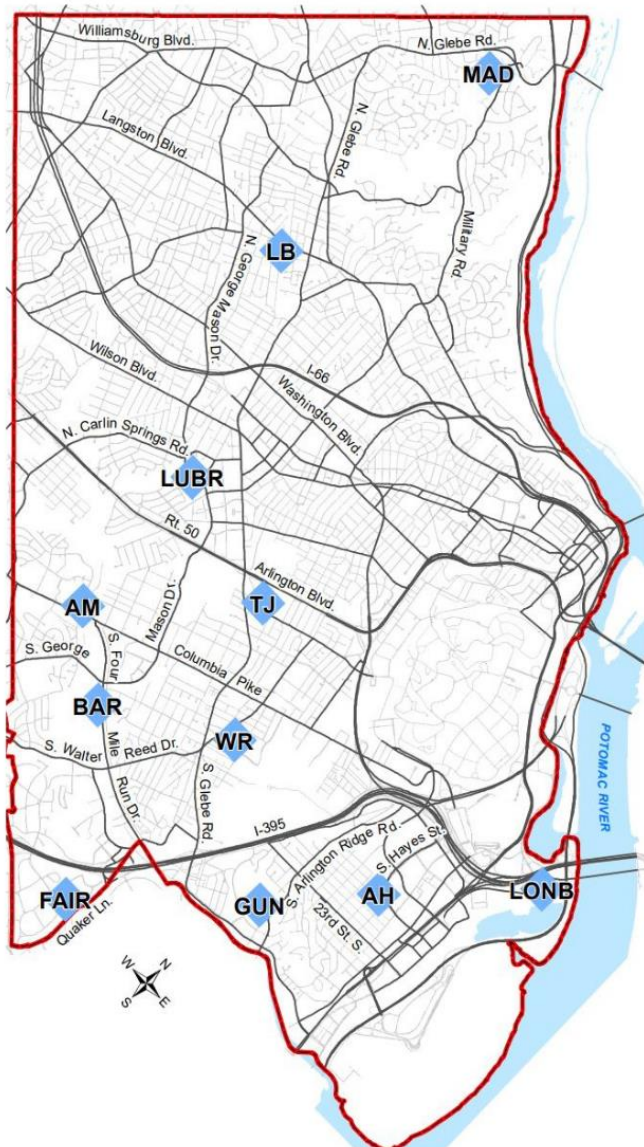 Williamsburg Blvd.
N. Glebe Rd.
MAD
Langston Blvd.
N. Glebe Rd.
LB
N. George Mason Dr.
Military Rd.
Wilson Blvd.
I-66
Washington Blvd.
N. Carlin Springs Rd.
LUBR
Rt. 50
Arlington Blvd.
AM
TJ
S. George
Mason Dr.
S. Four
Mile
Run Dr.
Columbia Pike
BAR
WR
S. Walter Reed Dr.
S. Glebe Rd.
POTOMAC RIVER
I-395
S. Arlington Ridge Rd.
S. Hayes St.
FAIR
GUN
AH
LONB
23rd St. S.
Quaker Ln.
N
W
E
S